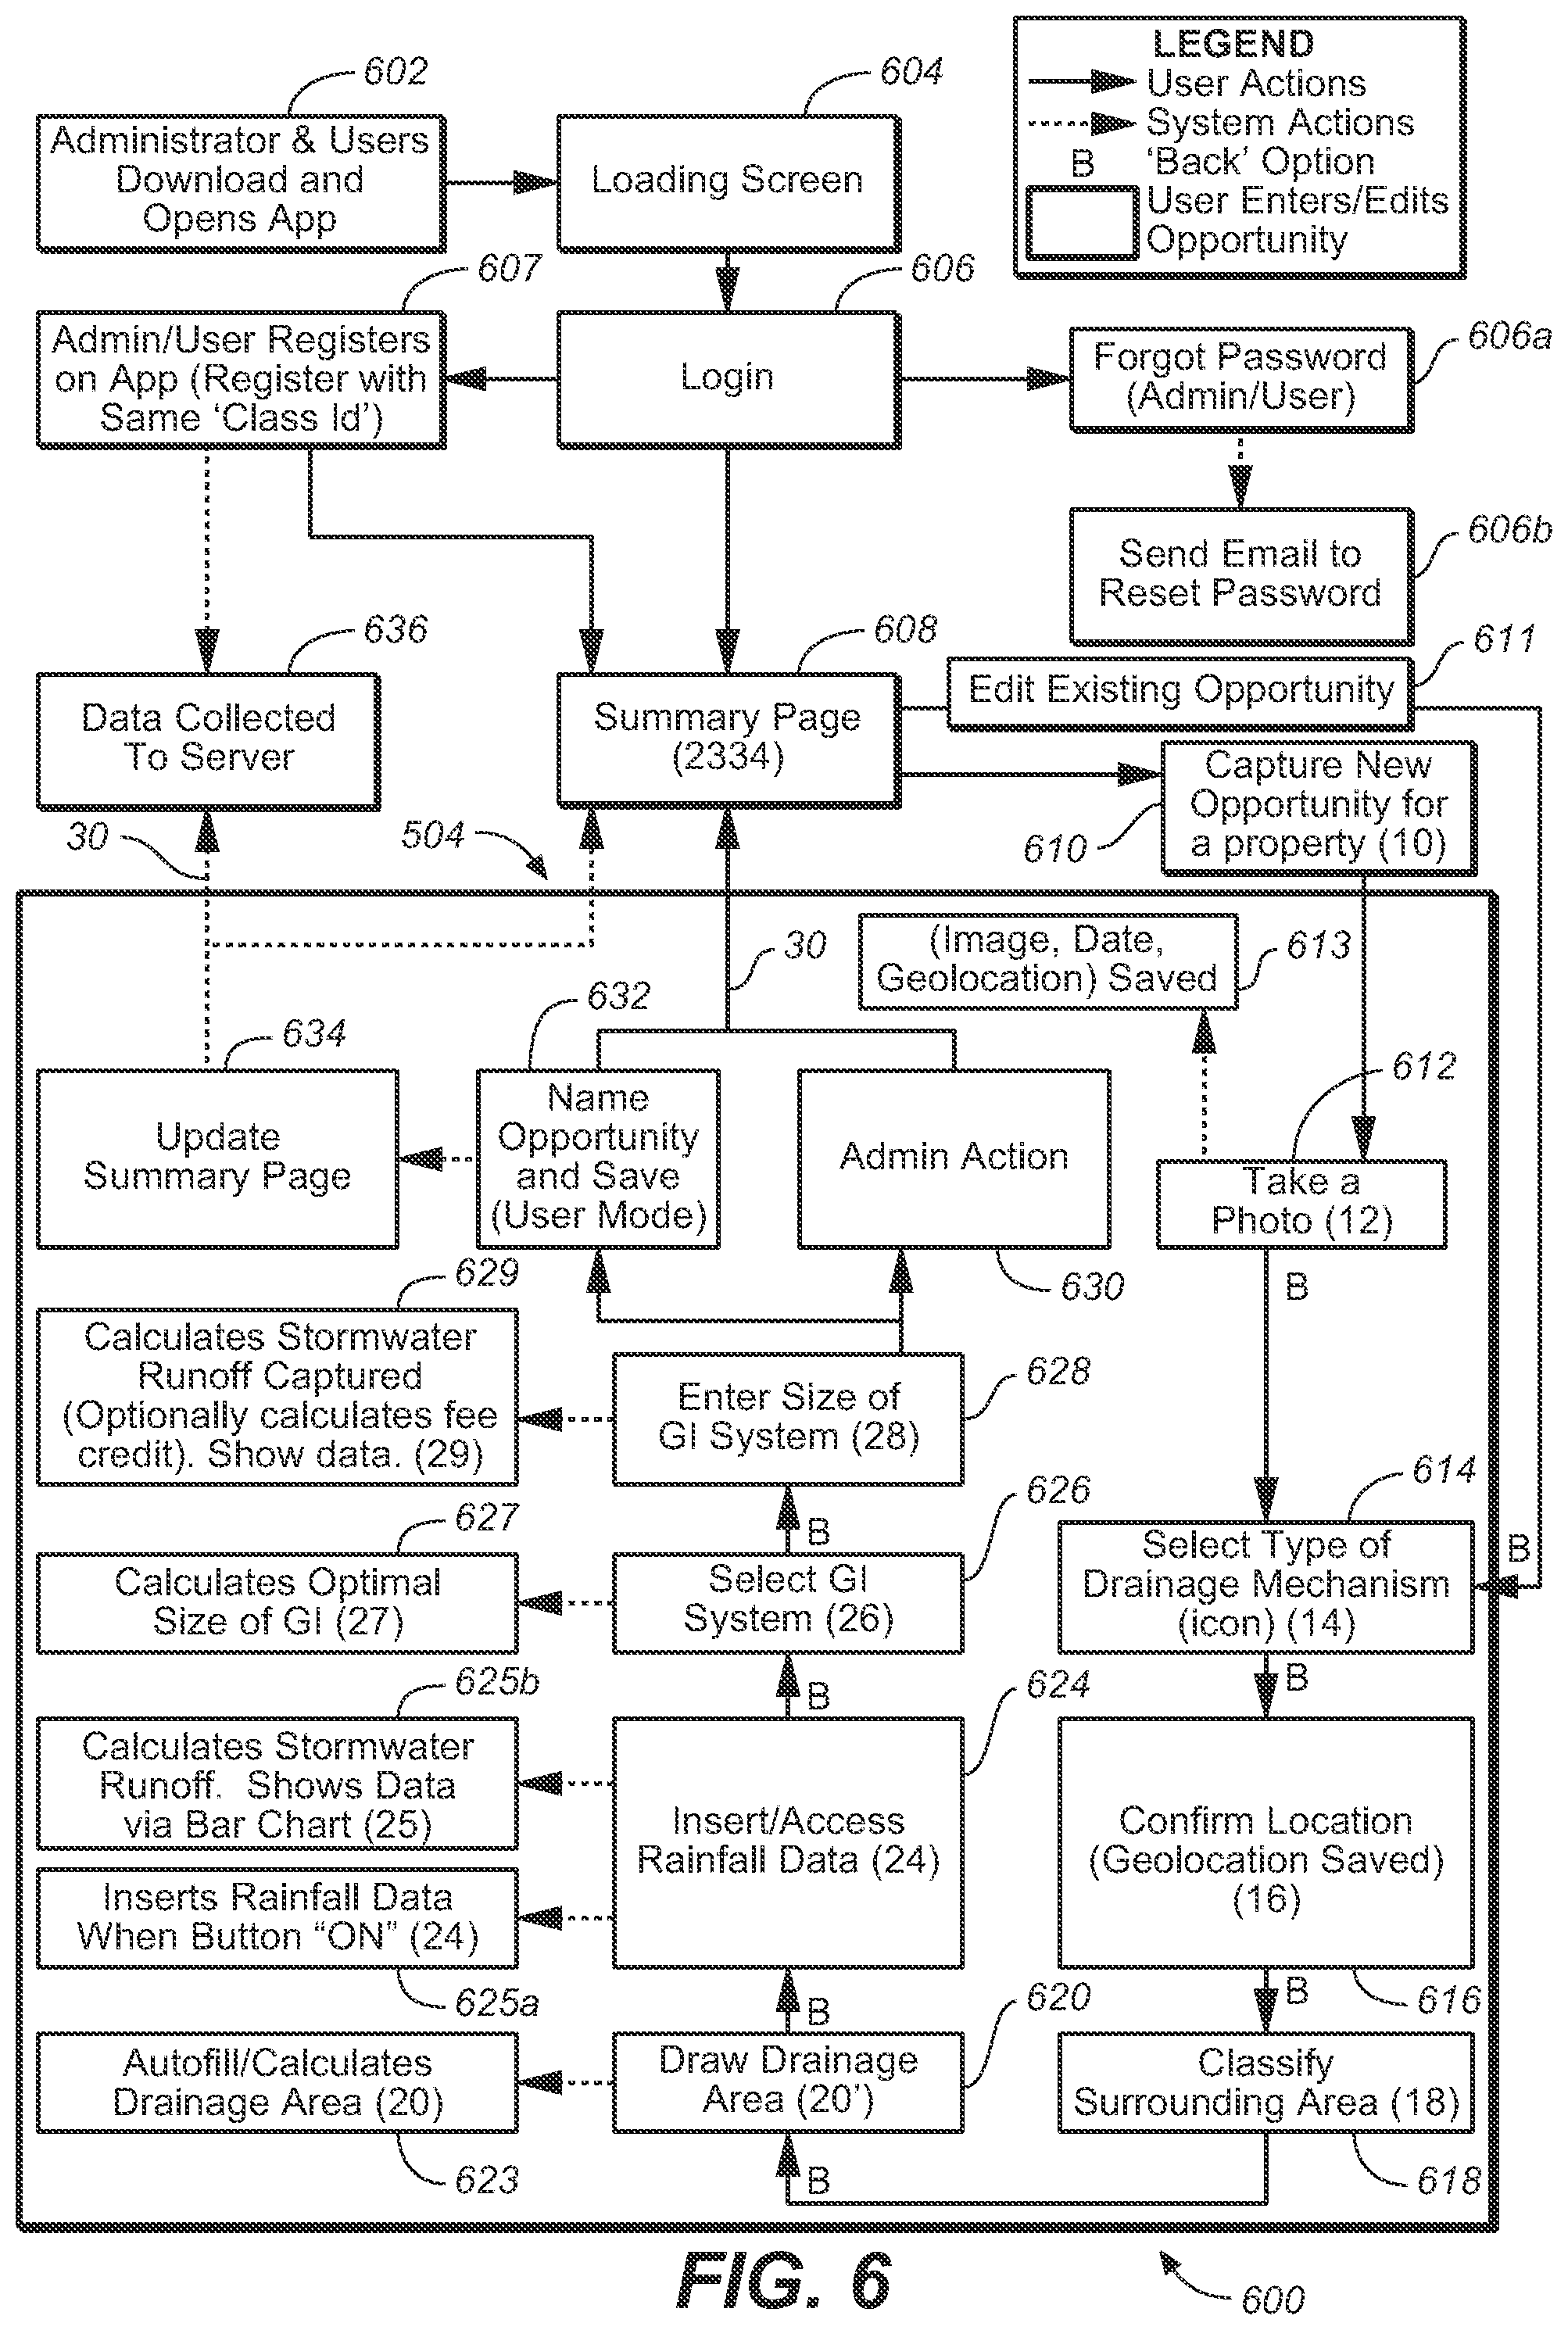 LEGEND
User Actions
System Actions
B 'Back' Option
User Enters/Edits
Opportunity
602
Administrator & Users
Download and
Opens App
604
Loading Screen
607
Admin/User Registers
on App (Register with
Same 'Class Id')
606
Login
606a
Forgot Password
(Admin/User)
606b
Send Email to
Reset Password
636
Data Collected
To Server
608
Summary Page
(2334)
611
Edit Existing Opportunity
Capture New
Opportunity for
a property (10)
610
30
504
(Image, Date,
Geolocation) Saved
613
30
634
Update
Summary Page
632
Name
Opportunity
and Save
(User Mode)
Admin Action
630
612
Take a
Photo (12)
B
629
Calculates Stormwater
Runoff Captured
(Optionally calculates fee
credit). Show data. (29)
Enter Size of
GI System (28)
628
B
627
Calculates Optimal
Size of GI (27)
Select GI
System (26)
626
B
614
Select Type of
Drainage Mechanism
(icon) (14)
B
B
625b
Calculates Stormwater
Runoff. Shows Data
via Bar Chart (25)
Inserts Rainfall Data
When Button "ON" (24)
625a
Insert/Access
Rainfall Data (24)
624
B
Confirm Location
(Geolocation Saved)
(16)
616
B
Autofill/Calculates
Drainage Area (20)
623
Draw Drainage
Area (20')
620
B
Classify
Surrounding Area (18)
618
FIG. 6
600